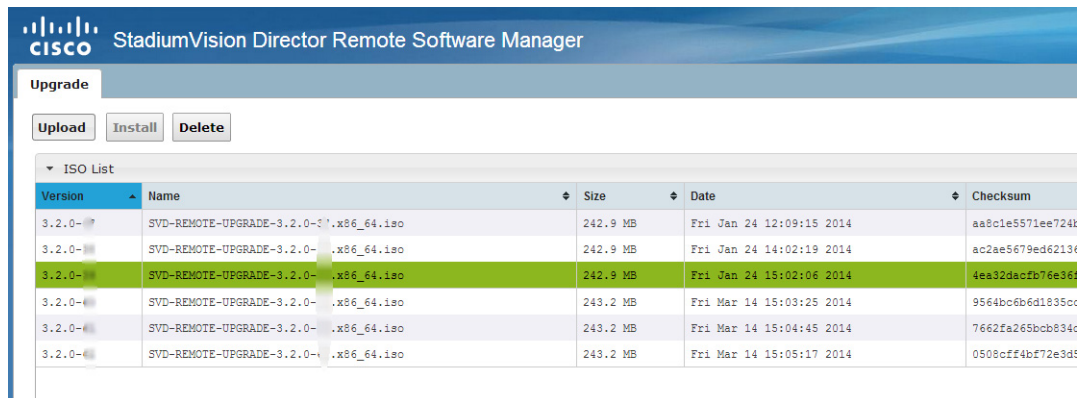 CISCO StadiumVision Director Remote Software Manager
Upgrade
Upload Install Delete
ISO List
Version Name Size Date Checksum
3.2.0- SVD-REMOTE-UPGRADE-3.2.0- .x86_64.iso 242.9 MB Fri Jan 24 12:09:15 2014 aa8c1e5571ee724b
3.2.0- SVD-REMOTE-UPGRADE-3.2.0- .x86_64.iso 242.9 MB Fri Jan 24 14:02:19 2014 ac2ae5679ed62136
3.2.0- SVD-REMOTE-UPGRADE-3.2.0- .x86_64.iso 242.9 MB Fri Jan 24 15:02:06 2014 4ea32dacfb76e36f
3.2.0- SVD-REMOTE-UPGRADE-3.2.0- .x86_64.iso 243.2 MB Fri Mar 14 15:03:25 2014 9564bc6b6d1835cc
3.2.0- SVD-REMOTE-UPGRADE-3.2.0- .x86_64.iso 243.2 MB Fri Mar 14 15:04:45 2014 7662fa265bcb834c
3.2.0- SVD-REMOTE-UPGRADE-3.2.0- .x86_64.iso 243.2 MB Fri Mar 14 15:05:17 2014 0508cff4bf72e3d5